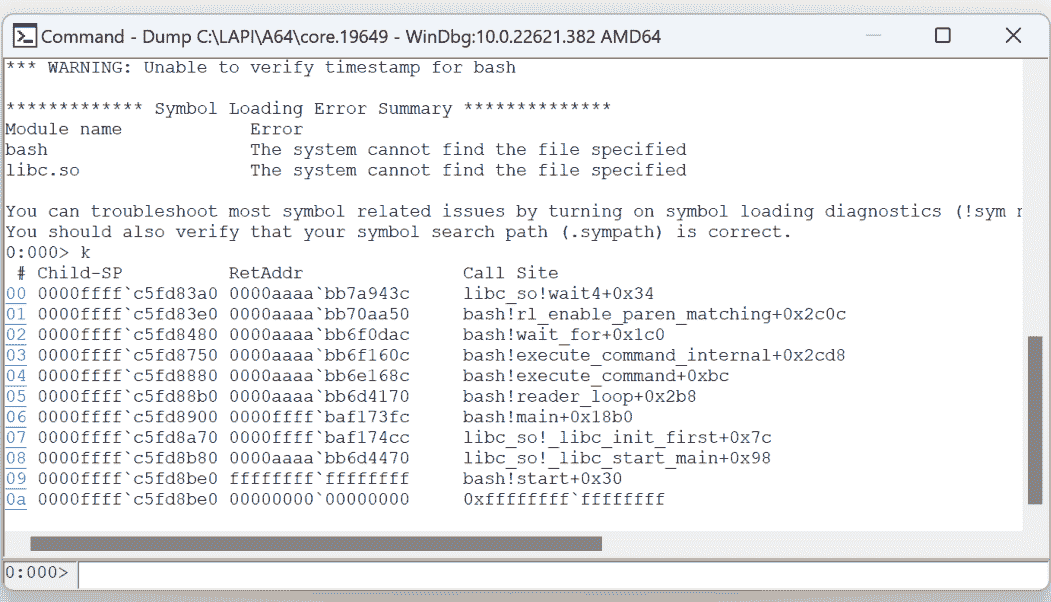 Command - Dump C:\LAPI\A64\core.19649 - WinDbg:10.0.22621.382 AMD64
*** WARNING: Unable to verify timestamp for bash
************* Symbol Loading Error Summary **************
Module name            Error
bash                   The system cannot find the file specified
libc.so                The system cannot find the file specified
You can troubleshoot most symbol related issues by turning on symbol loading diagnostics (!sym
You should also verify that your symbol search path (.sympath) is correct.
0:000> k
 # Child-SP          RetAddr               Call Site
00 0000ffff`c5fd83a0 0000aaaa`bb7a943c     libc_so!wait4+0x34
01 0000ffff`c5fd83e0 0000aaaa`bb70aa50     bash!rl_enable_paren_matching+0x2c0c
02 0000ffff`c5fd8480 0000aaaa`bb6f0dac     bash!wait_for+0x1c0
03 0000ffff`c5fd8750 0000aaaa`bb6f160c     bash!execute_command_internal+0x2cd8
04 0000ffff`c5fd8880 0000aaaa`bb6e168c     bash!execute_command+0xbc
05 0000ffff`c5fd88b0 0000aaaa`bb6d4170     bash!reader_loop+0x2b8
06 0000ffff`c5fd8900 0000ffff`baf173fc     bash!main+0x18b0
07 0000ffff`c5fd8a70 0000ffff`baf174cc     libc_so!_libc_init_first+0x7c
08 0000ffff`c5fd8b80 0000aaaa`bb6d4470     libc_so!_libc_start_main+0x98
09 0000ffff`c5fd8be0 ffffffff`ffffffff     bash!start+0x30
0a 0000ffff`c5fd8be0 00000000`00000000     0xffffffff`ffffffff
0:000>